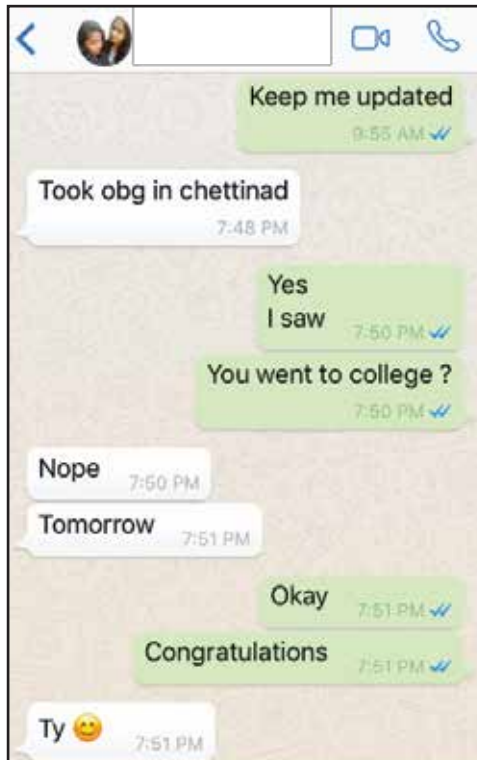 Keep me updated
9:55 AM
Took obg in chettinad
7:48 PM
Yes
I saw
7:50 PM
You went to college ?
7:50 PM
Nope
7:50 PM
Tomorrow
7:51 PM
Okay
7:51 PM
Congratulations
7:51 PM
Ty 😊
7:51 PM